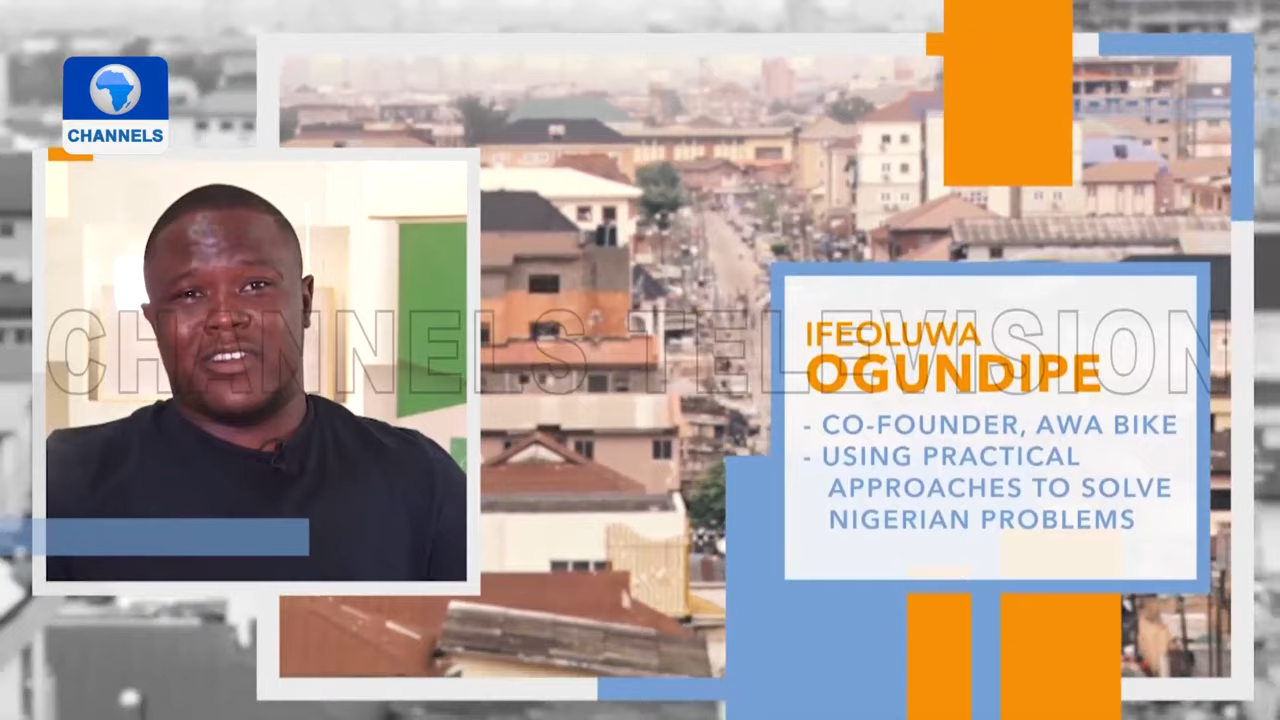 CHANNELS
CHANNELS TELEVISION
IFEOLUWA
OGUNDIPE
- CO-FOUNDER, AWA BIKE
- USING PRACTICAL
APPROACHES TO SOLVE
NIGERIAN PROBLEMS